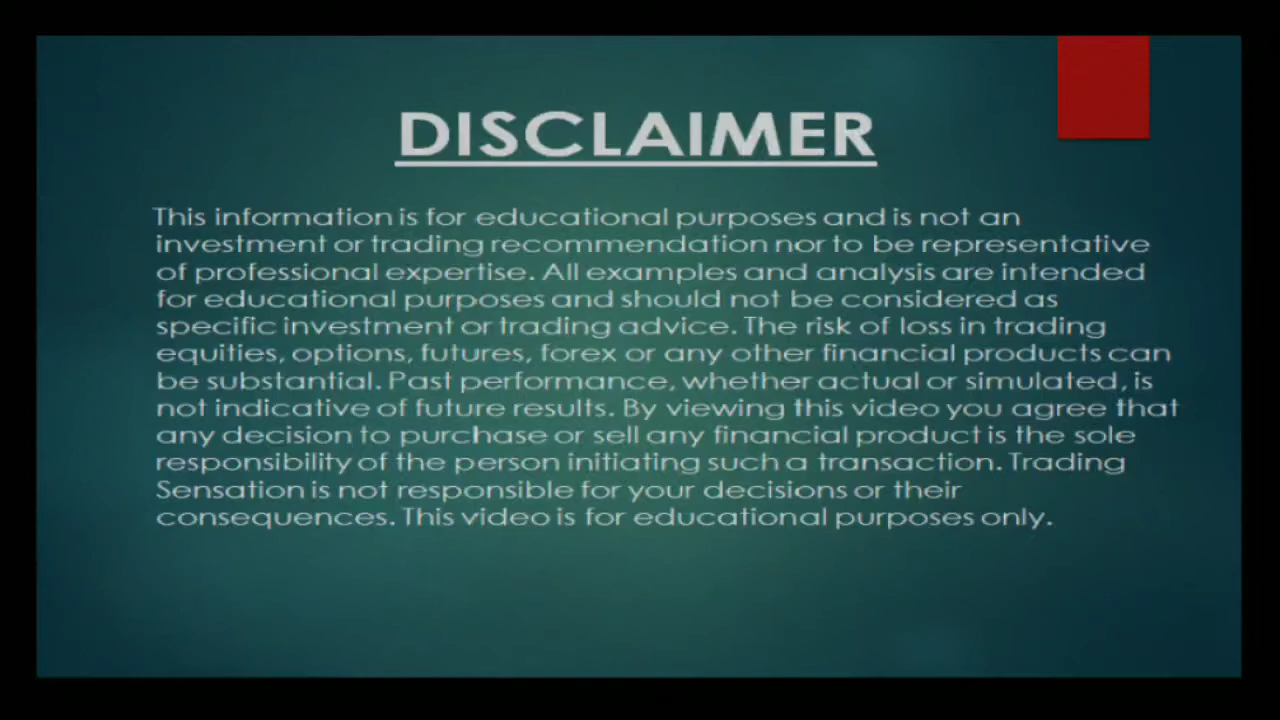 DISCLAIMER
This information is for educational purposes and is not an
investment or trading recommendation nor to be representative
of professional expertise. All examples and analysis are intended
for educational purposes and should not be considered as
specific investment or trading advice. The risk of loss in trading
equities, options, futures, forex or any other financial products can
be substantial. Past performance, whether actual or simulated, is
not indicative of future results. By viewing this video you agree that
any decision to purchase or sell any financial product is the sole
responsibility of the person initiating such a transaction. Trading
Sensation is not responsible for your decisions or their
consequences. This video is for educational purposes only.